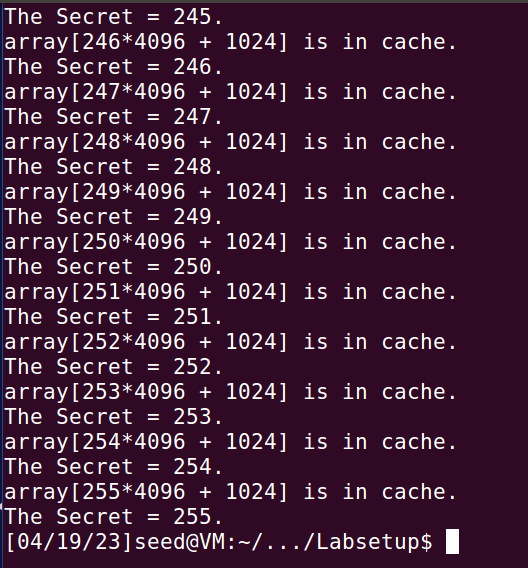 The Secret = 245.
array[246*4096 + 1024] is in cache.
The Secret = 246.
array[247*4096 + 1024] is in cache.
The Secret = 247.
array[248*4096 + 1024] is in cache.
The Secret = 248.
array[249*4096 + 1024] is in cache.
The Secret = 249.
array[250*4096 + 1024] is in cache.
The Secret = 250.
array[251*4096 + 1024] is in cache.
The Secret = 251.
array[252*4096 + 1024] is in cache.
The Secret = 252.
array[253*4096 + 1024] is in cache.
The Secret = 253.
array[254*4096 + 1024] is in cache.
The Secret = 254.
array[255*4096 + 1024] is in cache.
The Secret = 255.
[04/19/23]seed@VM:~/.../Labsetup$